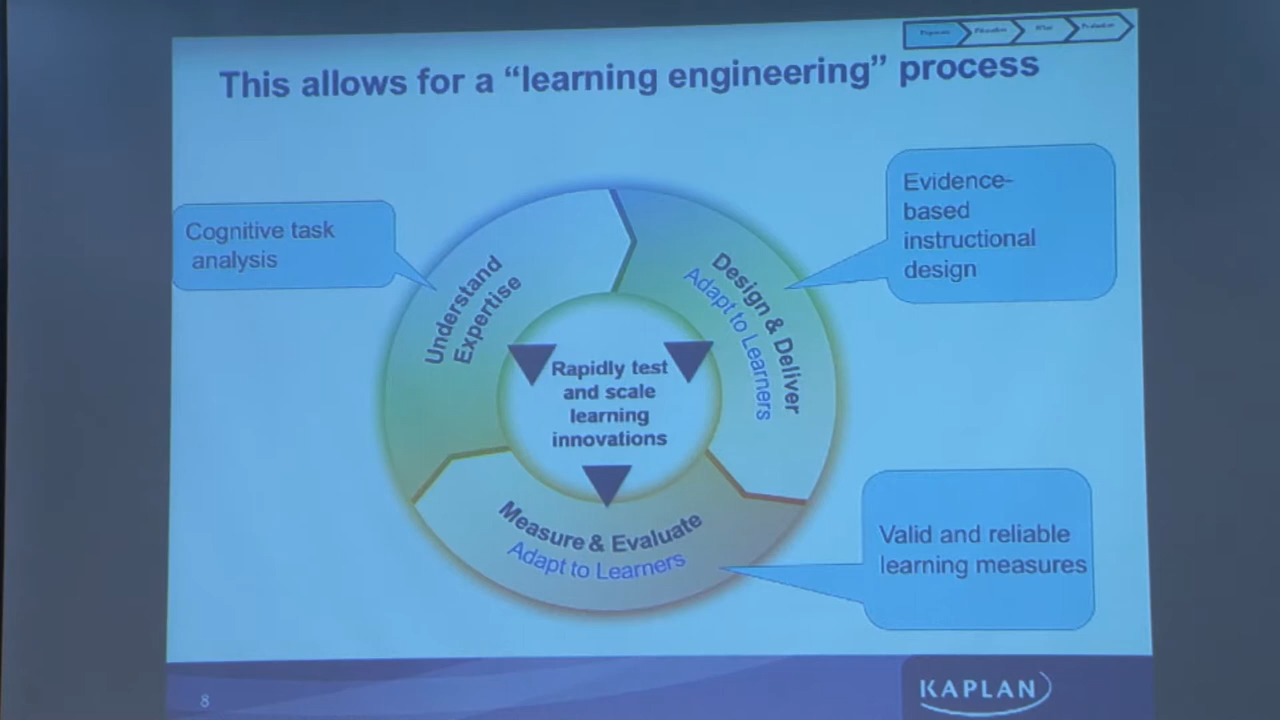 This allows for a “learning engineering” process
Cognitive task
analysis
Evidence-
based
instructional
design
Understand
Expertise
Design & Deliver
Adapt to Learners
Rapidly test
and scale
learning
innovations
Measure & Evaluate
Adapt to Learners
Valid and reliable
learning measures
8
KAPLAN